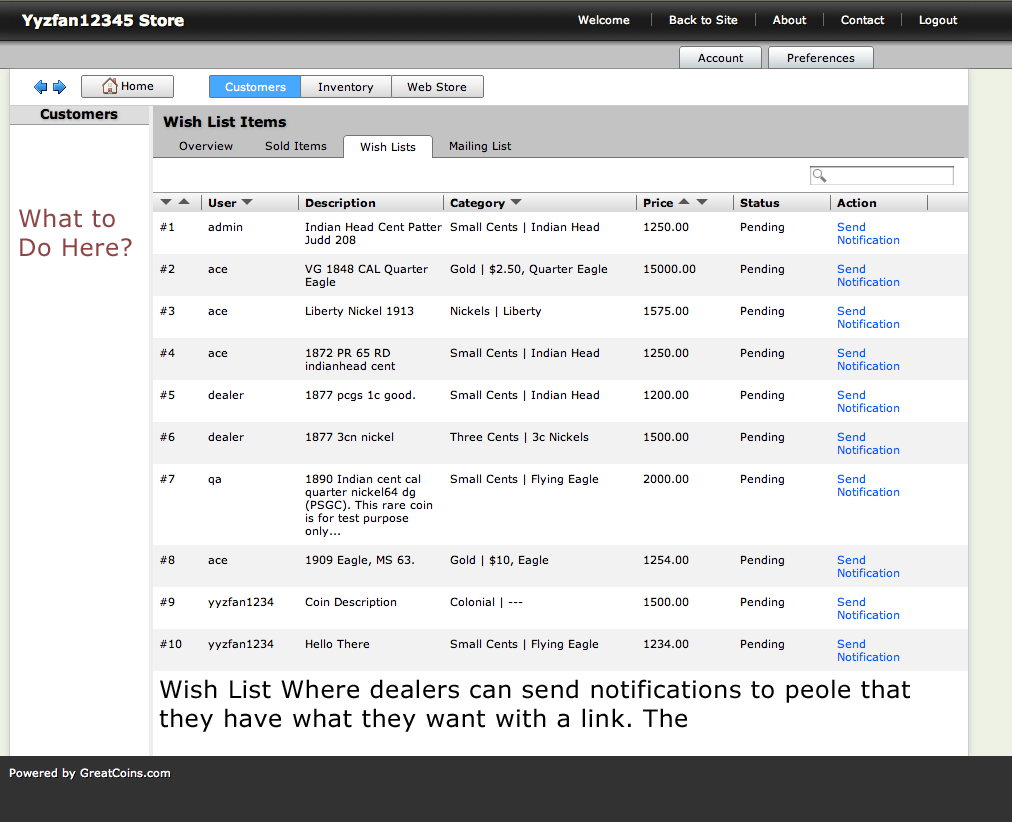 Yyzfan12345 Store
Welcome | Back to Site | About | Contact | Logout
Account Preferences
Home Customers Inventory Web Store
Customers
Wish List Items
Overview Sold Items Wish Lists Mailing List
What to
Do Here?
User Description Category Price Status Action
#1 admin Indian Head Cent Patter Small Cents | Indian Head 1250.00 Pending Send
Judd 208 Notification
#2 ace VG 1848 CAL Quarter Gold | $2.50, Quarter Eagle 15000.00 Pending Send
Eagle Notification
#3 ace Liberty Nickel 1913 Nickels | Liberty 1575.00 Pending Send
Notification
#4 ace 1872 PR 65 RD Small Cents | Indian Head 1250.00 Pending Send
indianhead cent Notification
#5 dealer 1877 pcgs 1c good. Small Cents | Indian Head 1200.00 Pending Send
Notification
#6 dealer 1877 3cn nickel Three Cents | 3c Nickels 1500.00 Pending Send
Notification
#7 qa 1890 Indian cent cal Small Cents | Flying Eagle 2000.00 Pending Send
quarter nickel64 dg Notification
(PSGC). This rare coin
is for test purpose
only...
#8 ace 1909 Eagle, MS 63. Gold | $10, Eagle 1254.00 Pending Send
Notification
#9 yyzfan1234 Coin Description Colonial | --- 1500.00 Pending Send
Notification
#10 yyzfan1234 Hello There Small Cents | Flying Eagle 1234.00 Pending Send
Notification
Wish List Where dealers can send notifications to peole that
they have what they want with a link. The
Powered by GreatCoins.com